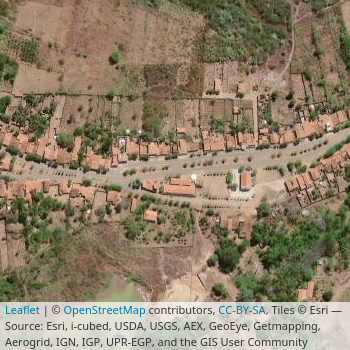 Leaflet | © OpenStreetMap contributors, CC-BY-SA, Tiles © Esri —
Source: Esri, i-cubed, USDA, USGS, AEX, GeoEye, Getmapping,
Aerogrid, IGN, IGP, UPR-EGP, and the GIS User Community